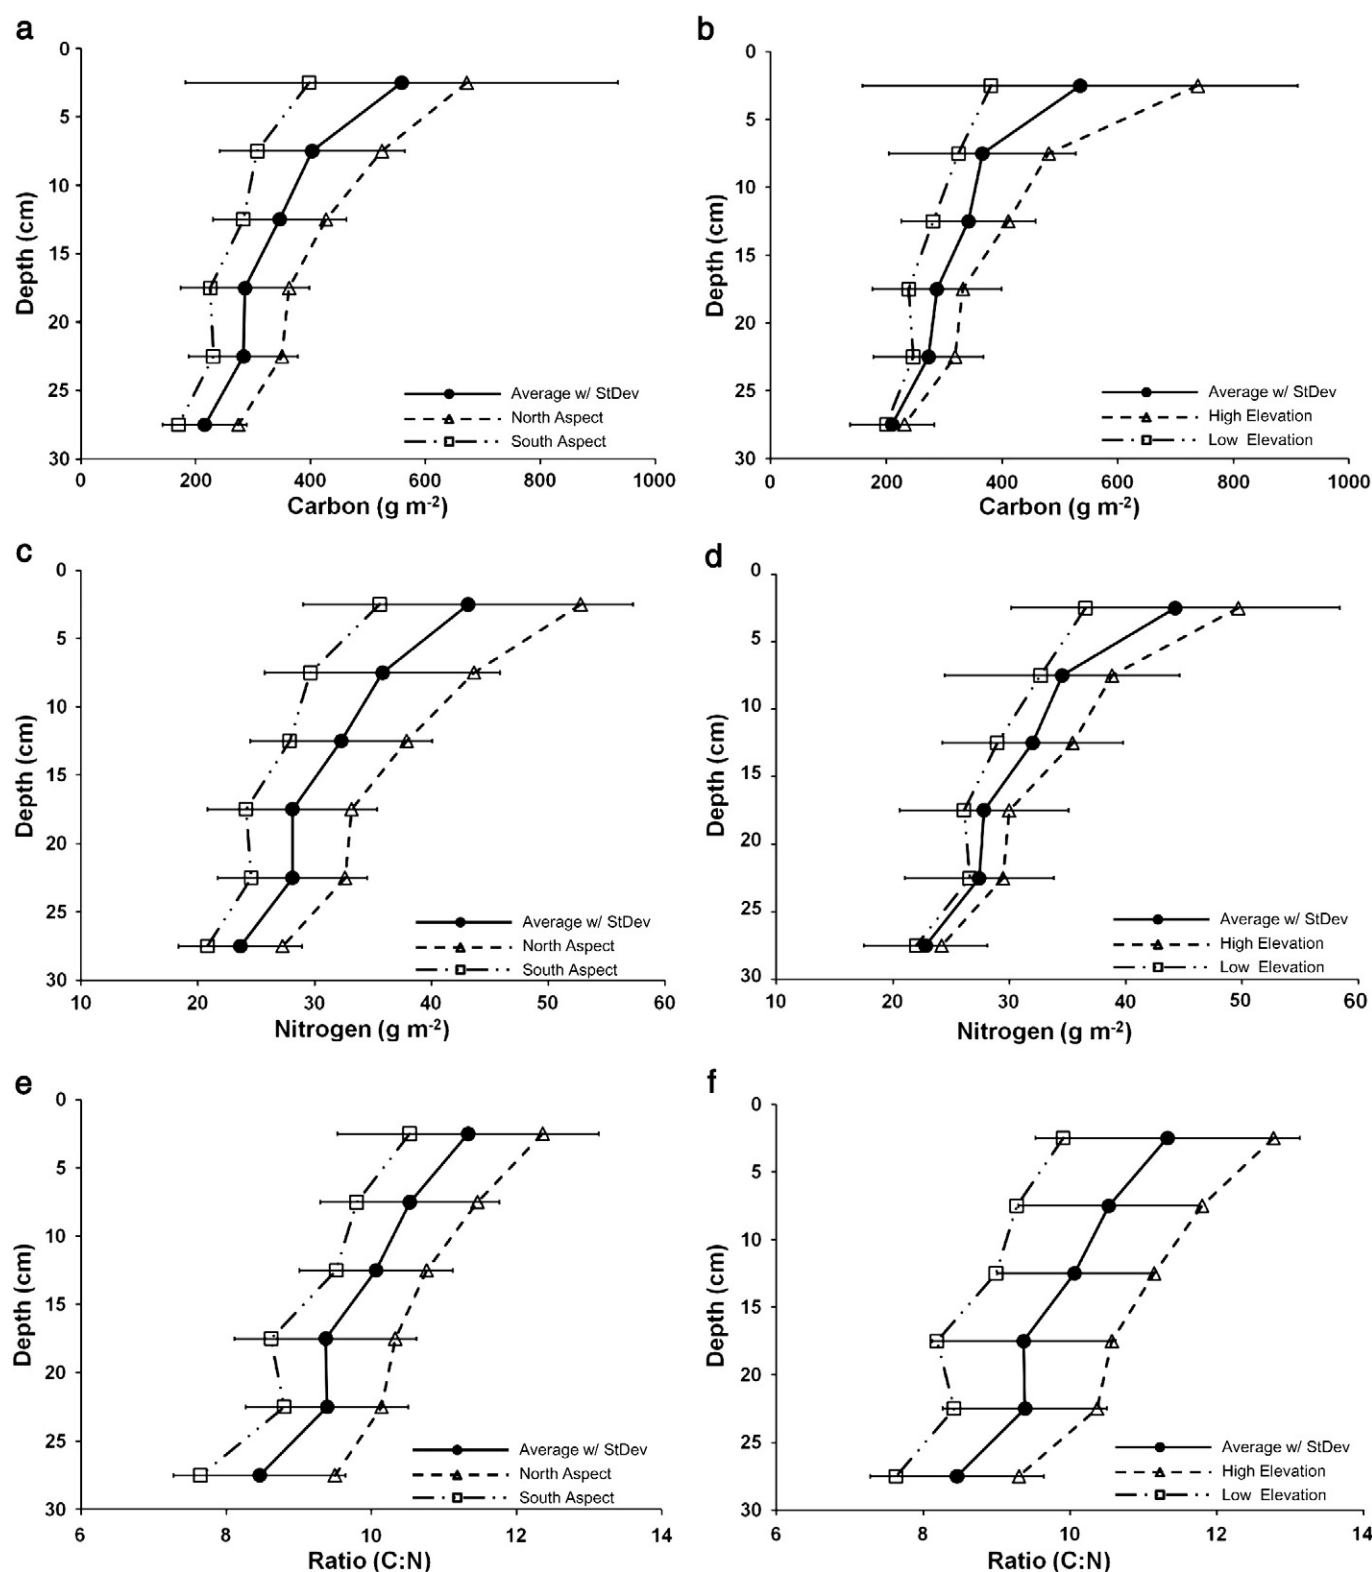 a
0
5
10
15
20
25
30
Depth (cm)
0
200
400
600
800
1000
Carbon (g m-2)
Average w/ StDev
North Aspect
South Aspect
b
0
5
10
15
20
25
30
Depth (cm)
0
200
400
600
800
1000
Carbon (g m-2)
Average w/ StDev
High Elevation
Low Elevation
c
0
5
10
15
20
25
30
Depth (cm)
10
20
30
40
50
60
Nitrogen (g m-2)
Average w/ StDev
North Aspect
South Aspect
d
0
5
10
15
20
25
30
Depth (cm)
10
20
30
40
50
60
Nitrogen (g m-2)
Average w/ StDev
High Elevation
Low Elevation
e
0
5
10
15
20
25
30
Depth (cm)
6
8
10
12
14
Ratio (C:N)
Average w/ StDev
North Aspect
South Aspect
f
0
5
10
15
20
25
30
Depth (cm)
6
8
10
12
14
Ratio (C:N)
Average w/ StDev
High Elevation
Low Elevation